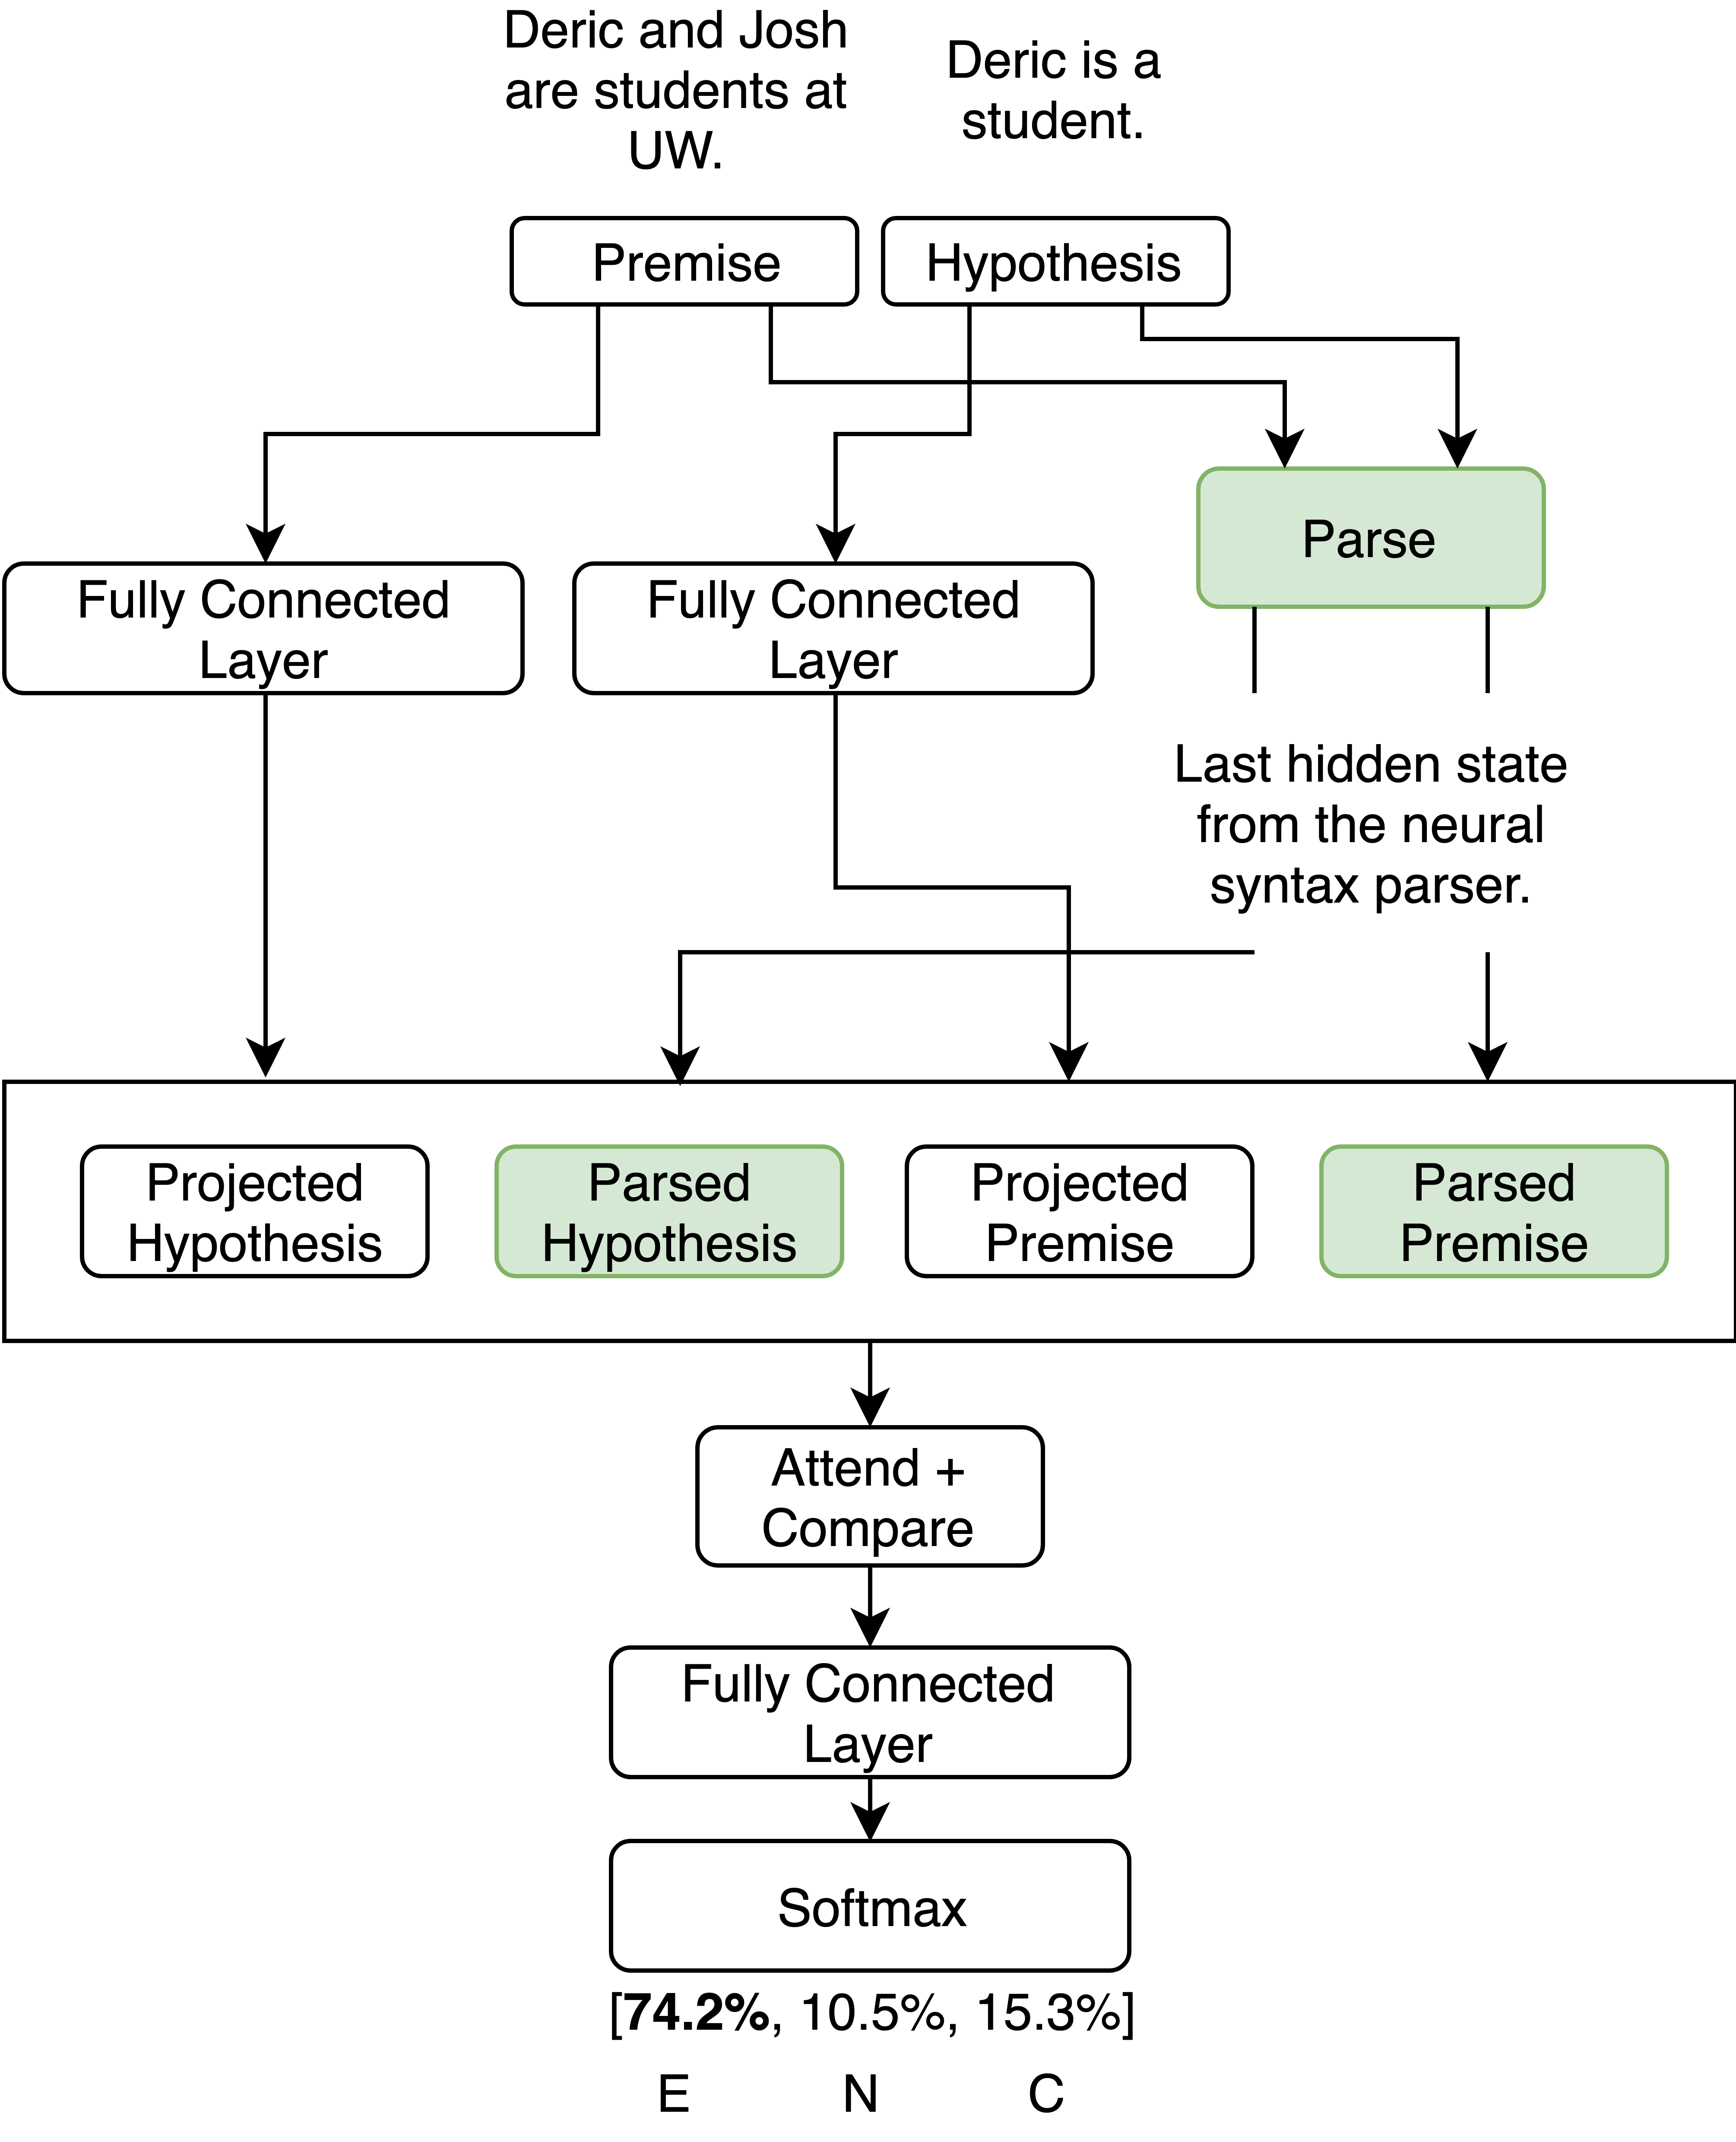 Deric and Josh
are students at
UW.
Deric is a
student.
Premise
Hypothesis
Parse
Fully Connected
Layer
Fully Connected
Layer
Last hidden state
from the neural
syntax parser.
Projected
Hypothesis
Parsed
Hypothesis
Projected
Premise
Parsed
Premise
Attend +
Compare
Fully Connected
Layer
Softmax
[74.2%, 10.5%, 15.3%]
E N C